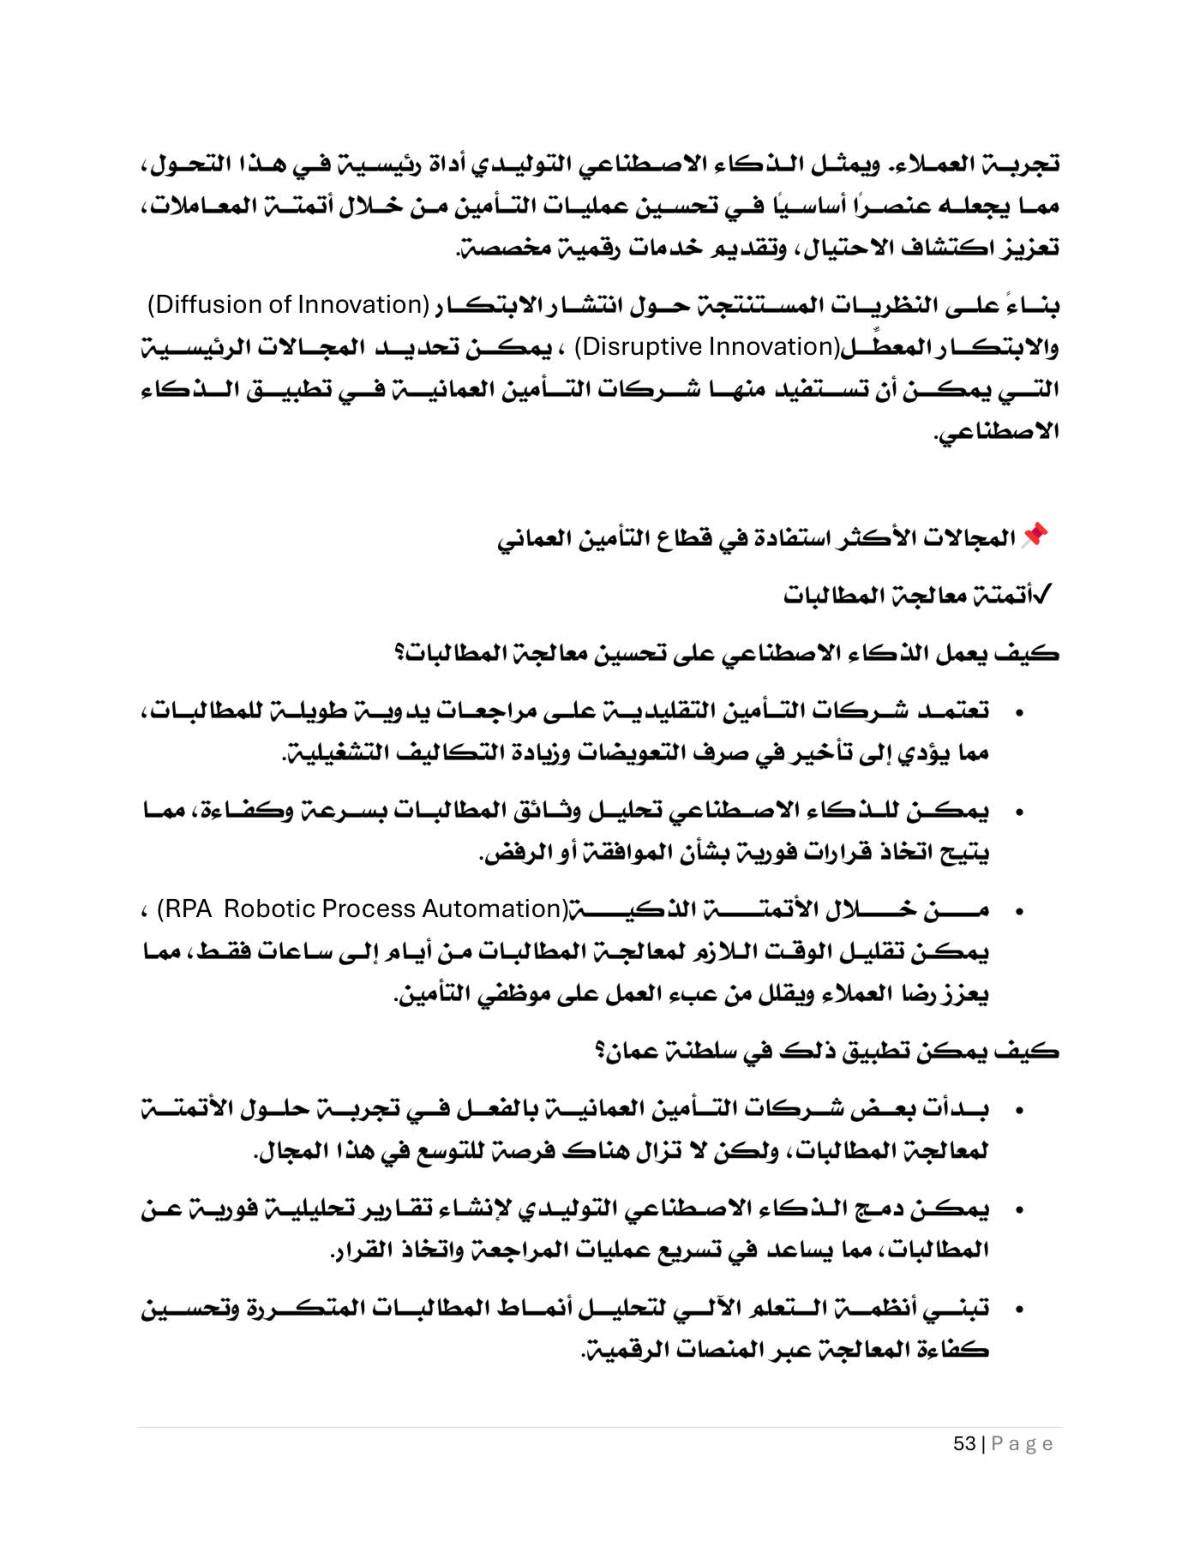 تجربة العملاء. ويمثل الذكاء الاصطناعي التوليدي أداة رئيسية في هذا التحول،
مما يجعله عنصرًا أساسيًا في تحسين عمليات التأمين من خلال أتمتة المعاملات،
تعزيز اكتشاف الاحتيال، وتقديم خدمات رقمية مخصصة.
بناءً على النظريات المستنتجة حول انتشار الابتكار (Diffusion of Innovation)
والابتكار المعطّل(Disruptive Innovation) ، يمكن تحديد المجالات الرئيسية
التي يمكن أن تستفيد منها شركات التأمين العمانية في تطبيق الذكاء
الاصطناعي.
📌 المجالات الأكثر استفادة في قطاع التأمين العماني
✓أتمتة معالجة المطالبات
كيف يعمل الذكاء الاصطناعي على تحسين معالجة المطالبات؟
• تعتمد شركات التأمين التقليدية على مراجعات يدوية طويلة للمطالبات،
مما يؤدي إلى تأخير في صرف التعويضات وزيادة التكاليف التشغيلية.
• يمكن للذكاء الاصطناعي تحليل وثائق المطالبات بسرعة وكفاءة، مما
يتيح اتخاذ قرارات فورية بشأن الموافقة أو الرفض.
• من خلال الأتمتة الذكية(RPA Robotic Process Automation) ،
يمكن تقليل الوقت اللازم لمعالجة المطالبات من أيام إلى ساعات فقط، مما
يعزز رضا العملاء ويقلل من عبء العمل على موظفي التأمين.
كيف يمكن تطبيق ذلك في سلطنة عمان؟
• بدأت بعض شركات التأمين العمانية بالفعل في تجربة حلول الأتمتة
لمعالجة المطالبات، ولكن لا تزال هناك فرصة للتوسع في هذا المجال.
• يمكن دمج الذكاء الاصطناعي التوليدي لإنشاء تقارير تحليلية فورية عن
المطالبات، مما يساعد في تسريع عمليات المراجعة واتخاذ القرار.
• تبني أنظمة التعلم الآلي لتحليل أنماط المطالبات المتكررة وتحسين
كفاءة المعالجة عبر المنصات الرقمية.
53 | Page